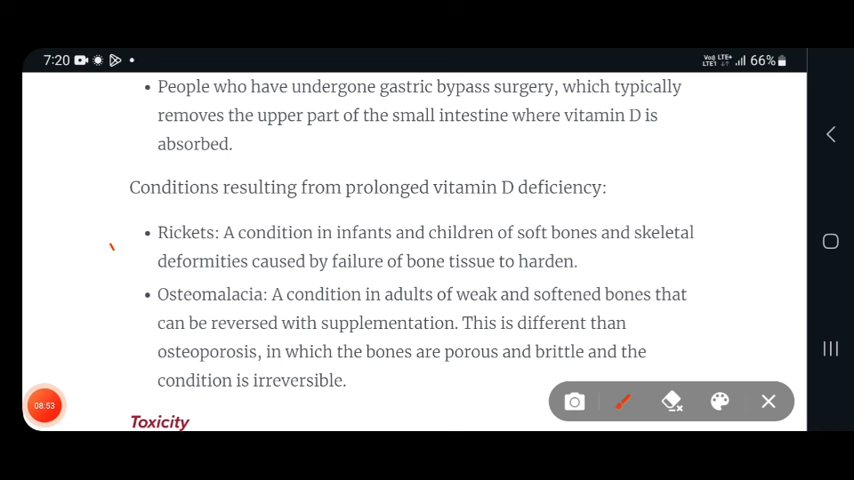 7:20
Vo) LTE+
LTE1 66%
• People who have undergone gastric bypass surgery, which typically
removes the upper part of the small intestine where vitamin D is
absorbed.
Conditions resulting from prolonged vitamin D deficiency:
• Rickets: A condition in infants and children of soft bones and skeletal
deformities caused by failure of bone tissue to harden.
• Osteomalacia: A condition in adults of weak and softened bones that
can be reversed with supplementation. This is different than
osteoporosis, in which the bones are porous and brittle and the
condition is irreversible.
08:53
Toxicity